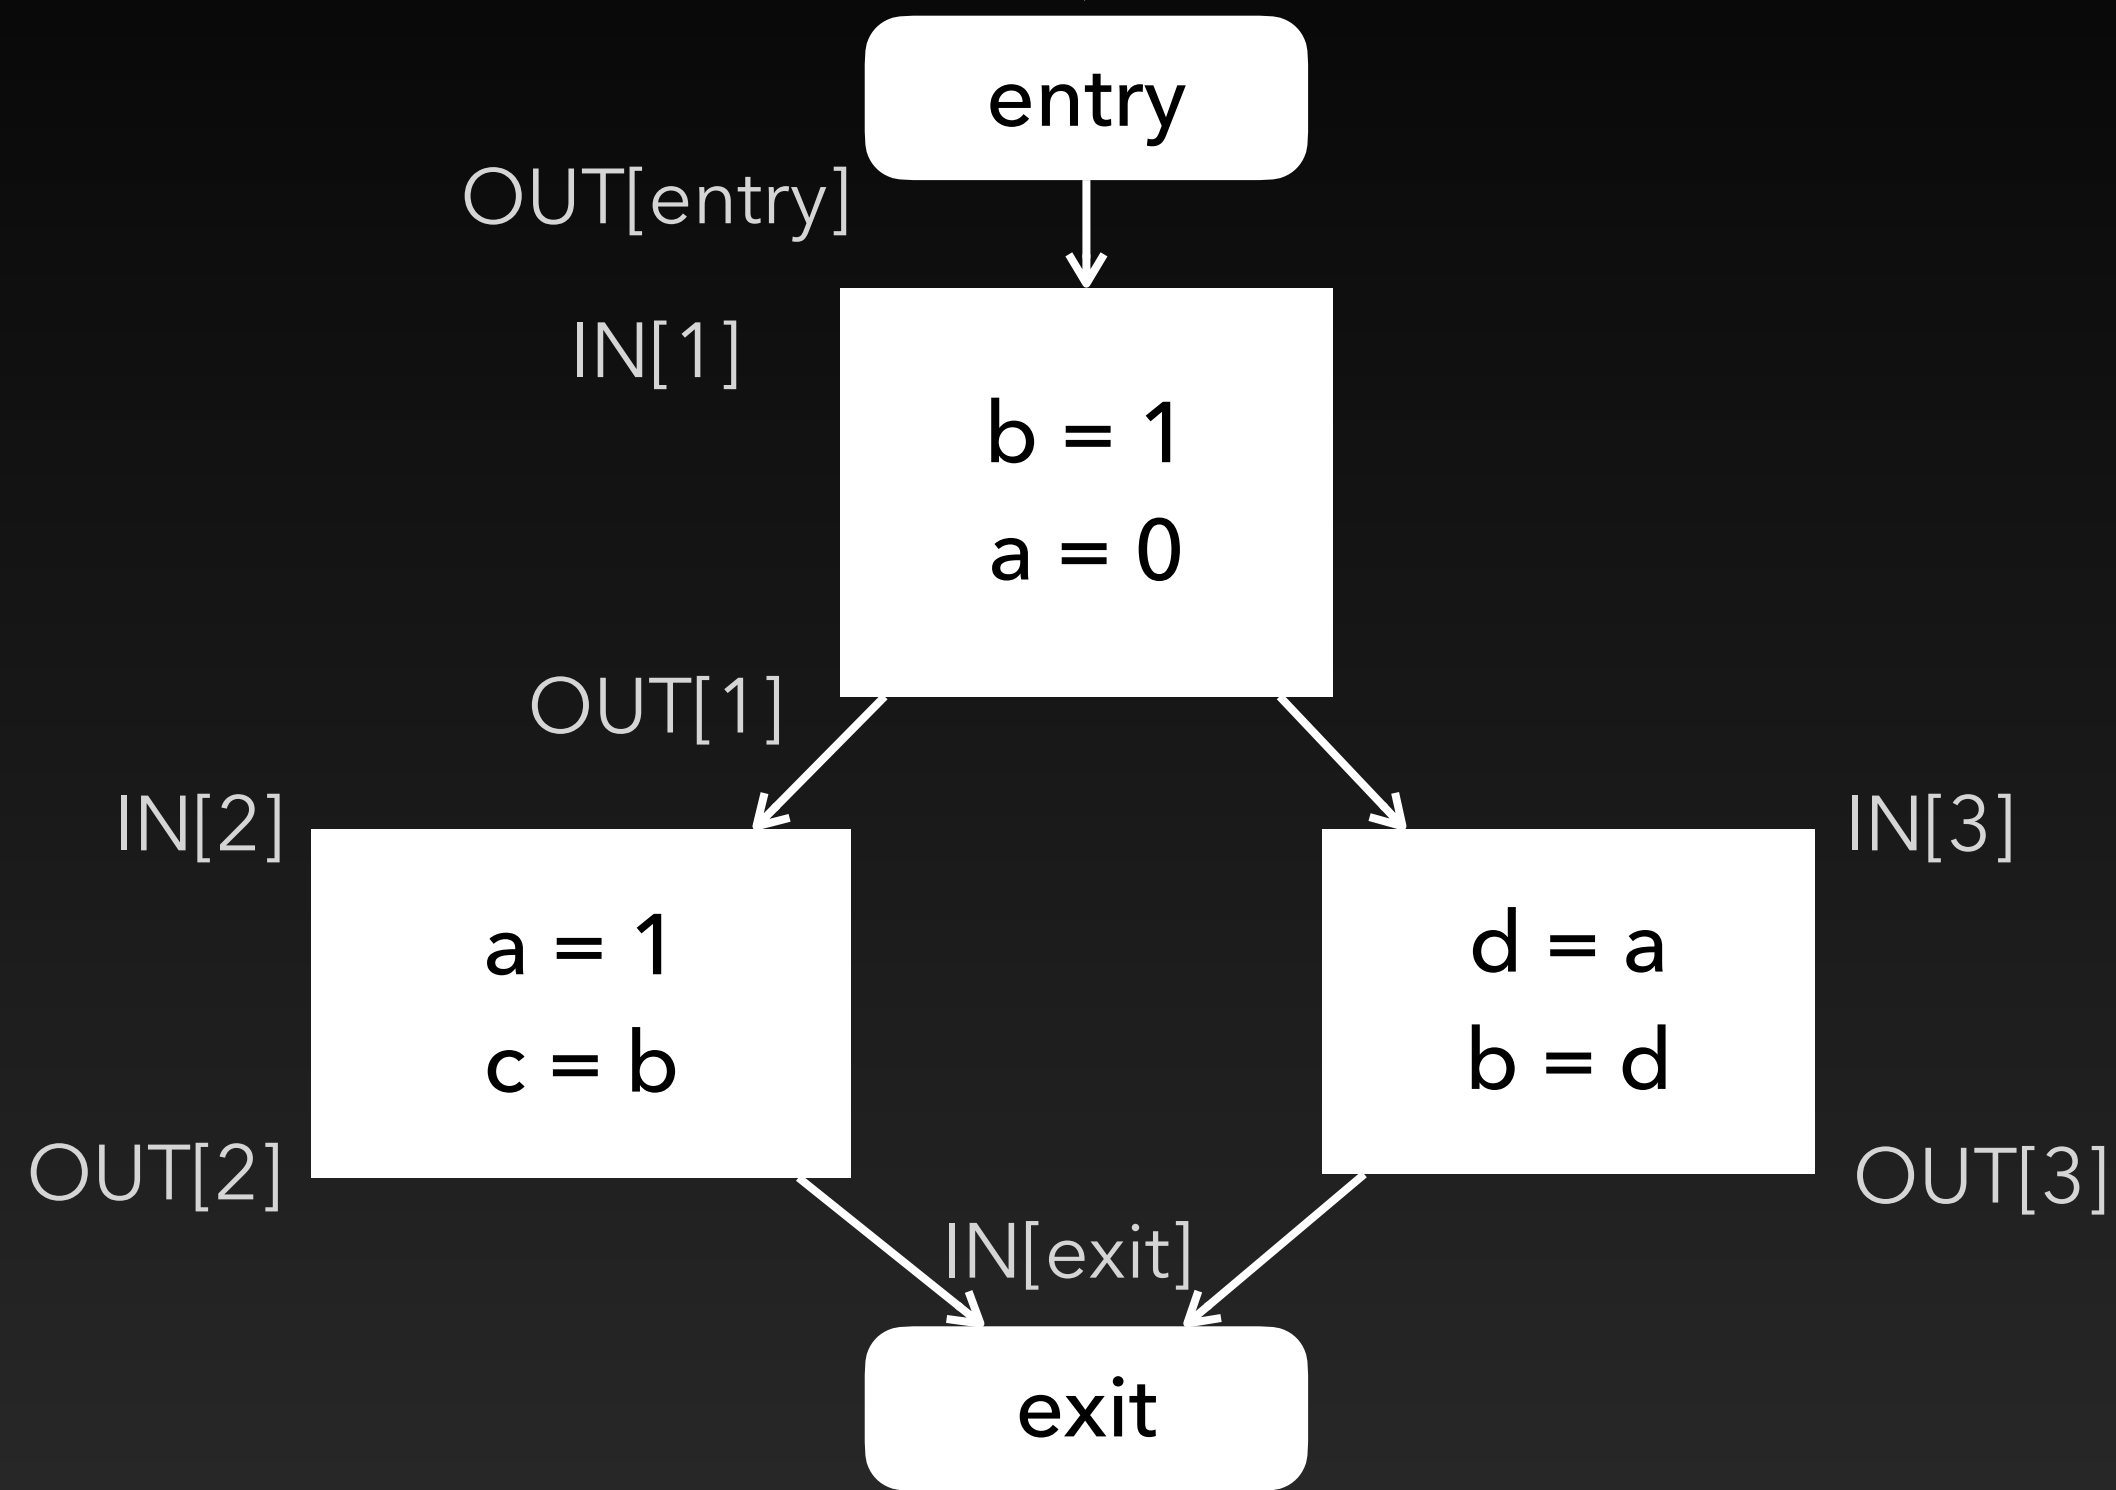 entry
OUT[entry]
IN[1]
b = 1
a = 0
OUT[1]
IN[2]
IN[3]
a = 1
c = b
d = a
b = d
OUT[2]
OUT[3]
IN[exit]
exit